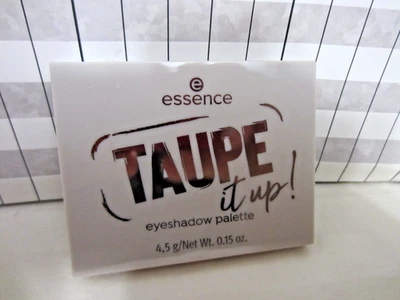 e
essence
TAUPE
it up!
eyeshadow palette
4,5 g/Net Wt. 0.15 oz.